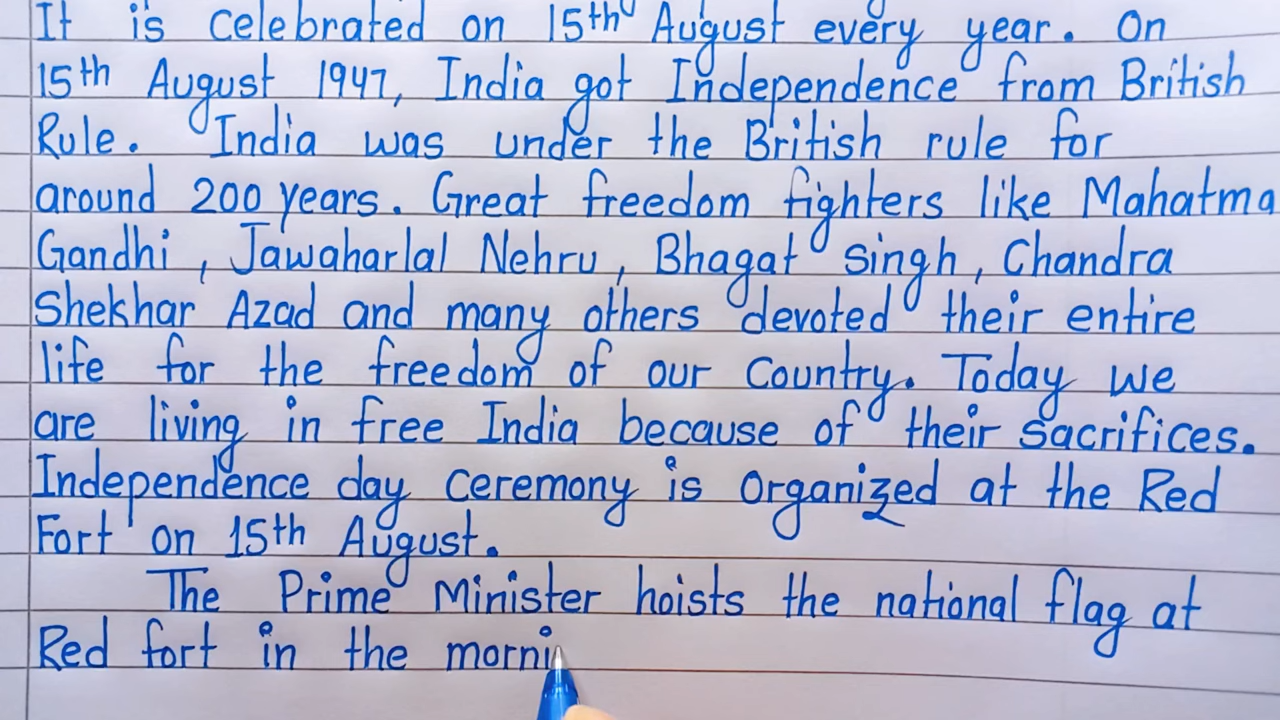 It is celebrated on 15th August every year. On
15th August 1947, India got Independence from British
Rule. India was under the British rule for
around 200 years. Great freedom fighters like Mahatma
Gandhi, Jawaharlal Nehru, Bhagat Singh, Chandra
Shekhar Azad and many others devoted their entire
life for the freedom of our Country. Today we
are living in free India because of their sacrifices.
Independence day ceremony is organized at the Red
Fort on 15th August.
The Prime Minister hoists the national flag at
Red fort in the morni